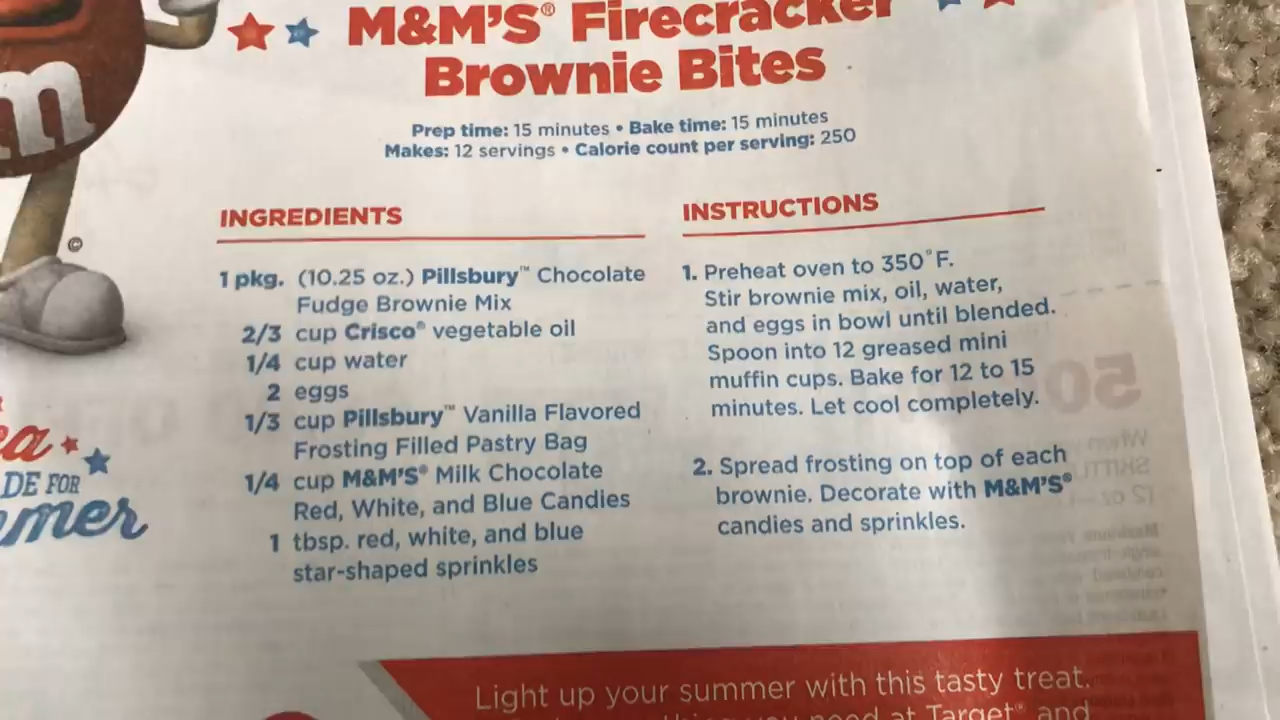 M&M'S® Firecracker
Brownie Bites
Prep time: 15 minutes • Bake time: 15 minutes
Makes: 12 servings • Calorie count per serving: 250
m
©
INGREDIENTS
1 pkg. (10.25 oz.) Pillsbury™ Chocolate
Fudge Brownie Mix
2/3 cup Crisco® vegetable oil
1/4 cup water
2 eggs
1/3 cup Pillsbury™ Vanilla Flavored
Frosting Filled Pastry Bag
1/4 cup M&M'S® Milk Chocolate
Red, White, and Blue Candies
1 tbsp. red, white, and blue
star-shaped sprinkles
INSTRUCTIONS
1. Preheat oven to 350°F.
Stir brownie mix, oil, water,
and eggs in bowl until blended.
Spoon into 12 greased mini
muffin cups. Bake for 12 to 15
minutes. Let cool completely.
2. Spread frosting on top of each
brownie. Decorate with M&M'S®
candies and sprinkles.
DE FOR
mmer
Light up your summer with this tasty treat.
you need at Target® and